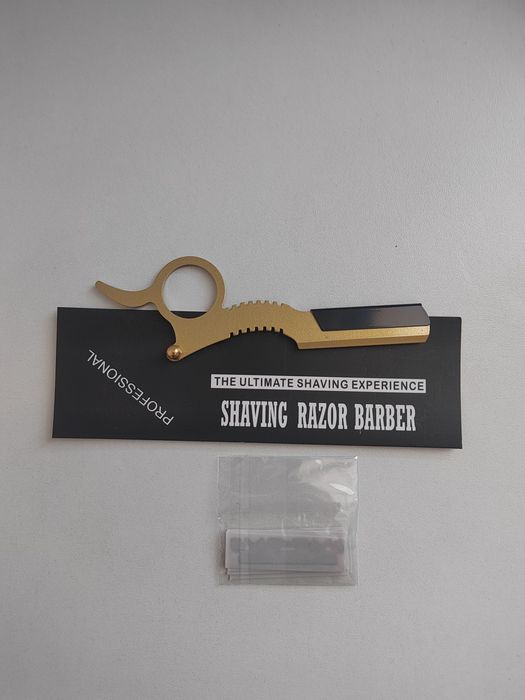 PROFESSIONAL
THE ULTIMATE SHAVING EXPERIENCE
SHAVING RAZOR BARBER